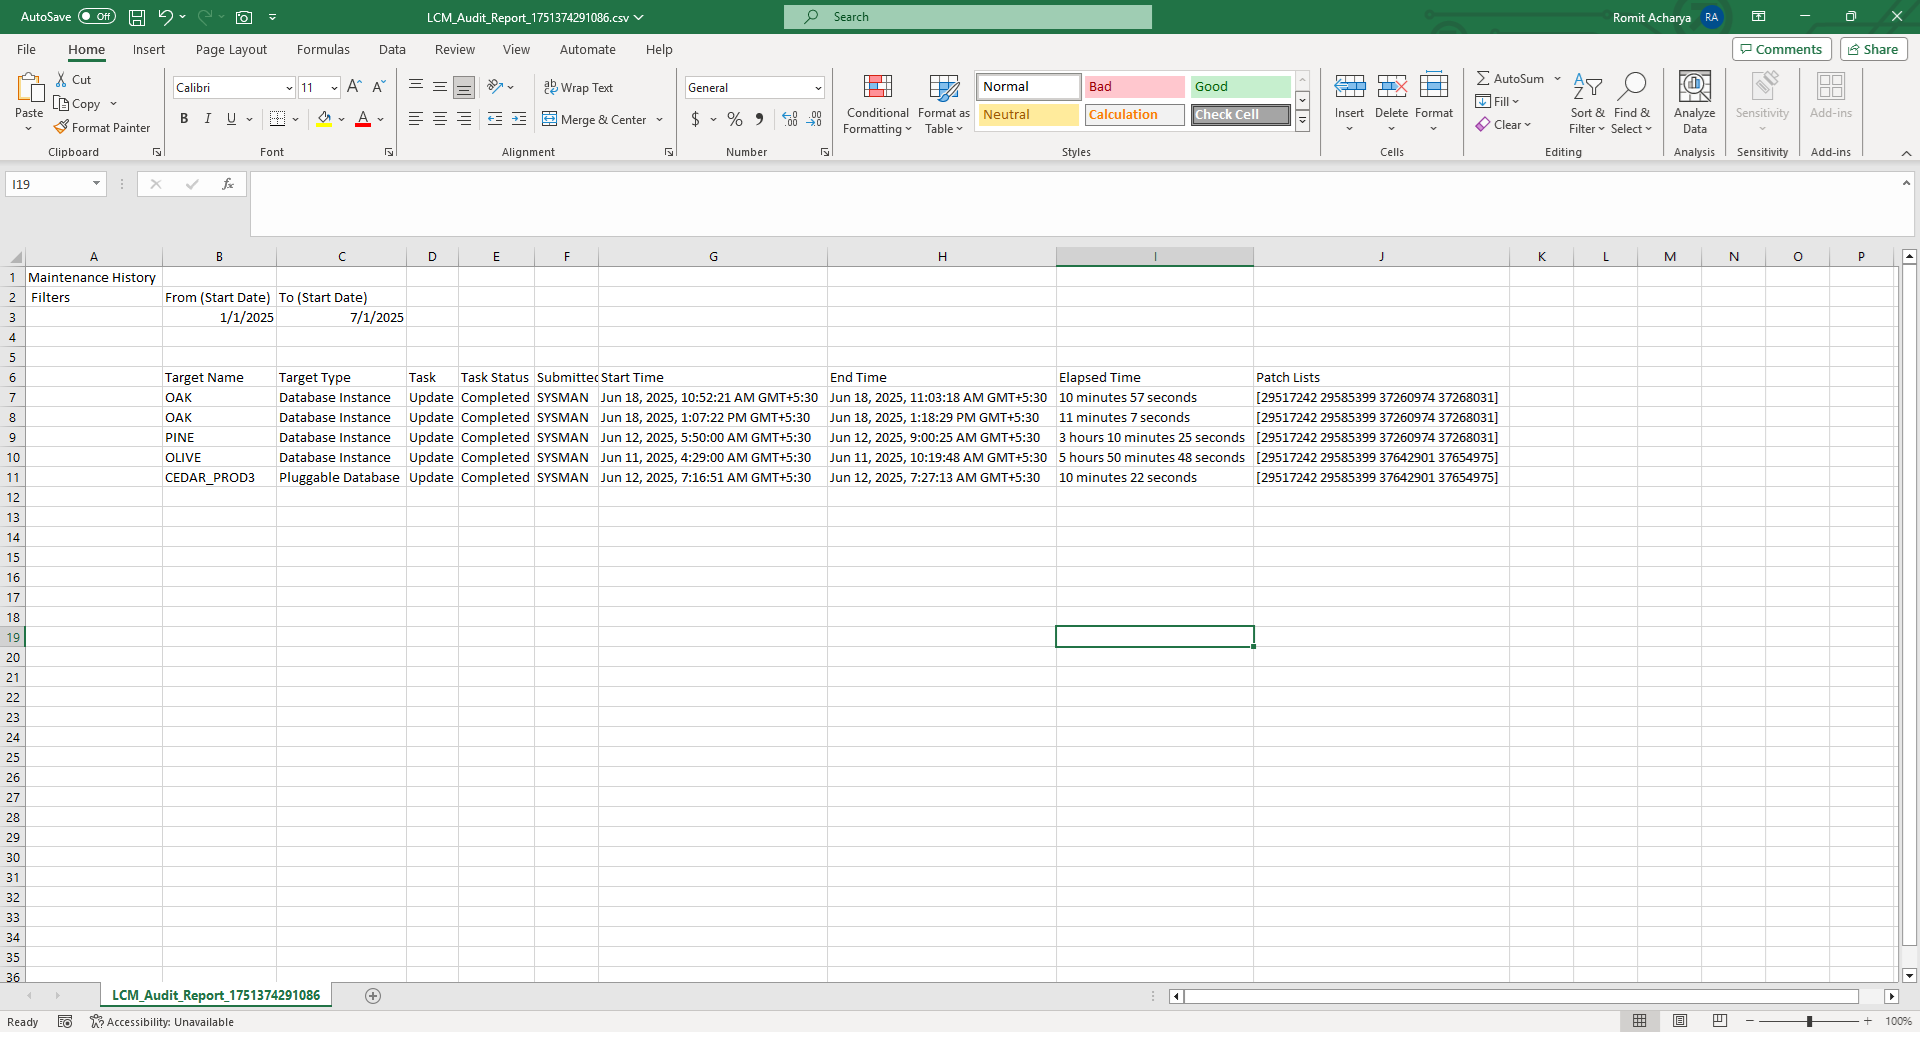 AutoSave Off LCM_Audit_Report_1751374291086.csv Search Romit Acharya RA
File Home Insert Page Layout Formulas Data Review View Automate Help Comments Share
Paste Cut Copy Format Painter Clipboard
Calibri 11 B I U A Font
Wrap Text Merge & Center Alignment
General $ % Number
Conditional Formatting Format as Table
Normal Bad Good
Neutral Calculation Check Cell
Styles
Insert Delete Format Cells
AutoSum Fill Clear Sort & Filter Find & Select Editing
Analyze Data Analysis
Sensitivity Sensitivity
Add-ins Add-ins
I19 fx
A B C D E F G H I J K L M N O P
1 Maintenance History
2 Filters From (Start Date) To (Start Date)
3 1/1/2025 7/1/2025
4
5
6 Target Name Target Type Task Task Status Submitted Start Time End Time Elapsed Time Patch Lists
7 OAK Database Instance Update Completed SYSMAN Jun 18, 2025, 10:52:21 AM GMT+5:30 Jun 18, 2025, 11:03:18 AM GMT+5:30 10 minutes 57 seconds [29517242 29585399 37260974 37268031]
8 OAK Database Instance Update Completed SYSMAN Jun 18, 2025, 1:07:22 PM GMT+5:30 Jun 18, 2025, 1:18:29 PM GMT+5:30 11 minutes 7 seconds [29517242 29585399 37260974 37268031]
9 PINE Database Instance Update Completed SYSMAN Jun 12, 2025, 5:50:00 AM GMT+5:30 Jun 12, 2025, 9:00:25 AM GMT+5:30 3 hours 10 minutes 25 seconds [29517242 29585399 37260974 37268031]
10 OLIVE Database Instance Update Completed SYSMAN Jun 11, 2025, 4:29:00 AM GMT+5:30 Jun 11, 2025, 10:19:48 AM GMT+5:30 5 hours 50 minutes 48 seconds [29517242 29585399 37642901 37654975]
11 CEDAR_PROD3 Pluggable Database Update Completed SYSMAN Jun 12, 2025, 7:16:51 AM GMT+5:30 Jun 12, 2025, 7:27:13 AM GMT+5:30 10 minutes 22 seconds [29517242 29585399 37642901 37654975]
12
13
14
15
16
17
18
19
20
21
22
23
24
25
26
27
28
29
30
31
32
33
34
35
36
LCM_Audit_Report_1751374291086
Ready Accessibility: Unavailable 100%